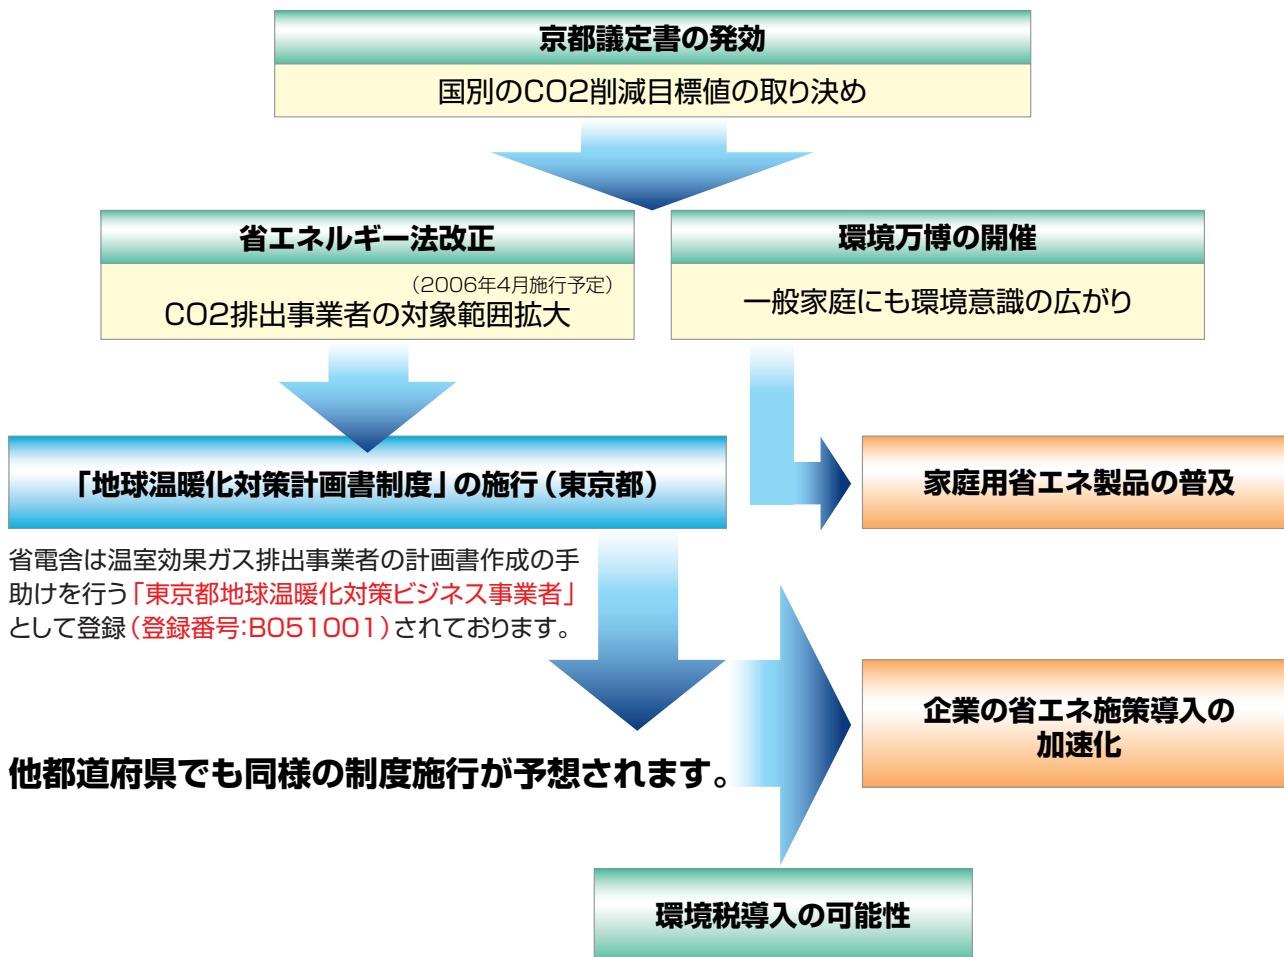 京都議定書の発効
国別のCO2削減目標値の取り決め
省エネルギー法改正
（2006年4月施行予定）
CO2排出事業者の対象範囲拡大
環境万博の開催
一般家庭にも環境意識の広がり
「地球温暖化対策計画書制度」の施行（東京都）
家庭用省エネ製品の普及
省電舎は温室効果ガス排出事業者の計画書作成の手
助けを行う「東京都地球温暖化対策ビジネス事業者」
として登録（登録番号:B051001）されております。
企業の省エネ施策導入の
加速化
他都道府県でも同様の制度施行が予想されます。
環境税導入の可能性